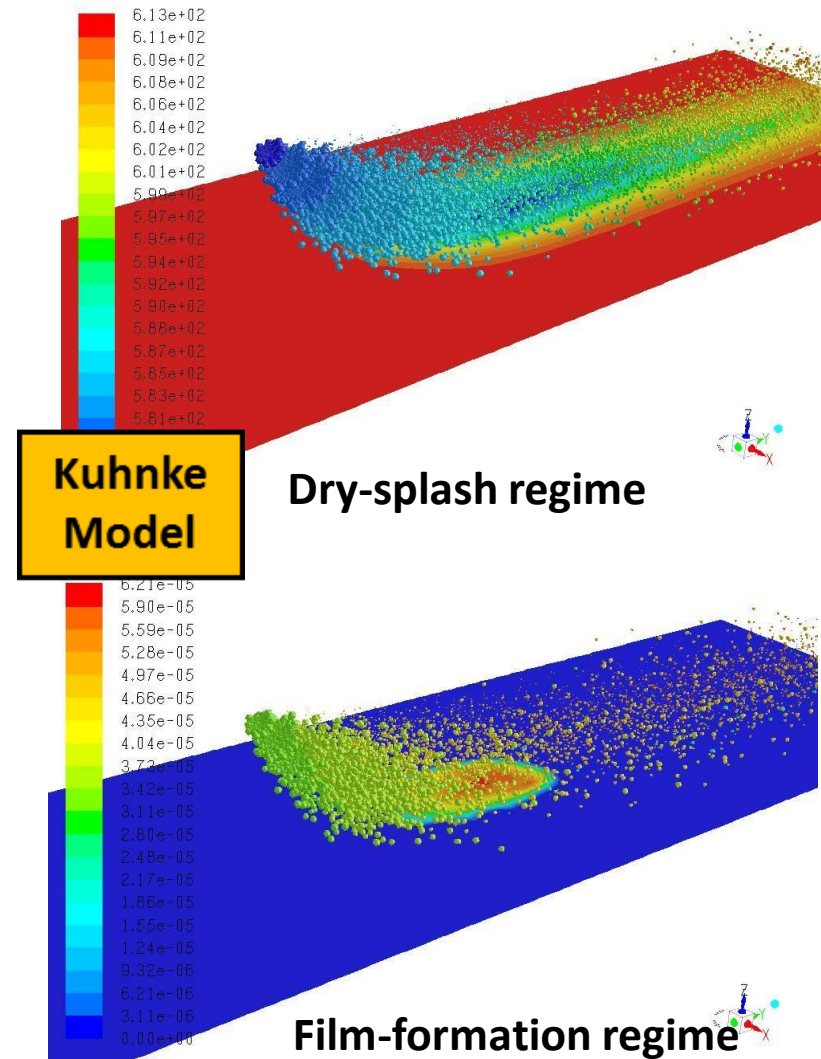 6.13e+02
6.11e+02
6.09e+02
6.08e+02
6.06e+02
6.04e+02
6.02e+02
6.01e+02
5.99e+02
5.97e+02
5.95e+02
5.94e+02
5.92e+02
5.90e+02
5.88e+02
5.87e+02
5.85e+02
5.83e+02
5.81e+02
Z
Y
X
Kuhnke
Model
Dry-splash regime
6.21e-05
5.90e-05
5.59e-05
5.28e-05
4.97e-05
4.66e-05
4.35e-05
4.04e-05
3.73e-05
3.42e-05
3.11e-05
2.80e-05
2.48e-05
2.17e-05
1.86e-05
1.55e-05
1.24e-05
9.32e-06
6.21e-06
3.11e-06
0.00e+00
Z
Y
X
Film-formation regime